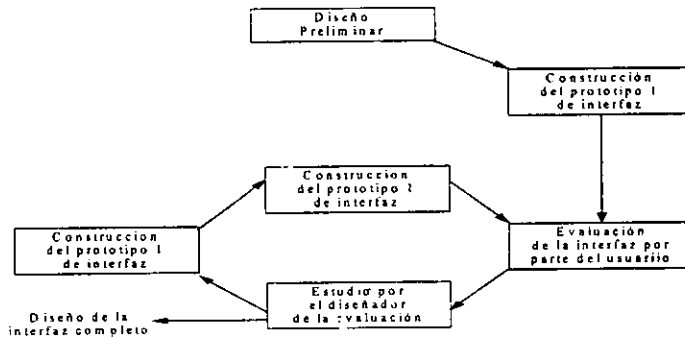 Diseño
Preliminar
Construcción
del prototipo 1
de interfaz
Construccion
del prototipo 2
de interfaz
Construccion
del prototipo 1
de interfaz
Evaluación
de la interfaz por
parte del usuariio
Estudio por
el diseñador
de la evaluación
Diseño de la
interfaz completo